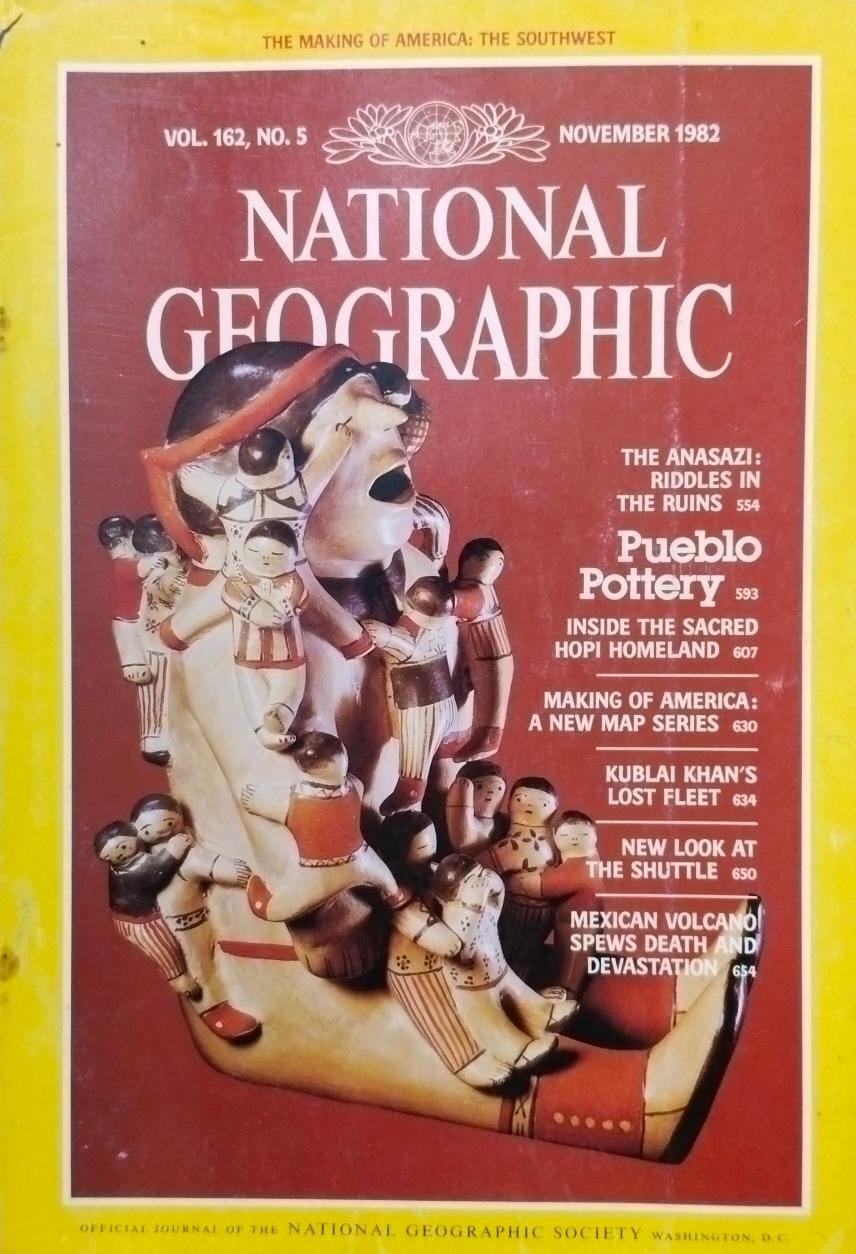 THE MAKING OF AMERICA: THE SOUTHWEST
VOL. 162, NO. 5 NOVEMBER 1982
NATIONAL
GEOGRAPHIC
THE ANASAZI:
RIDDLES IN
THE RUINS 554
Pueblo
Pottery 593
INSIDE THE SACRED
HOPI HOMELAND 607
MAKING OF AMERICA:
A NEW MAP SERIES 630
KUBLAI KHAN'S
LOST FLEET 634
NEW LOOK AT
THE SHUTTLE 650
MEXICAN VOLCANO
SPEWS DEATH AND
DEVASTATION 654
OFFICIAL JOURNAL OF THE NATIONAL GEOGRAPHIC SOCIETY WASHINGTON, D.C.